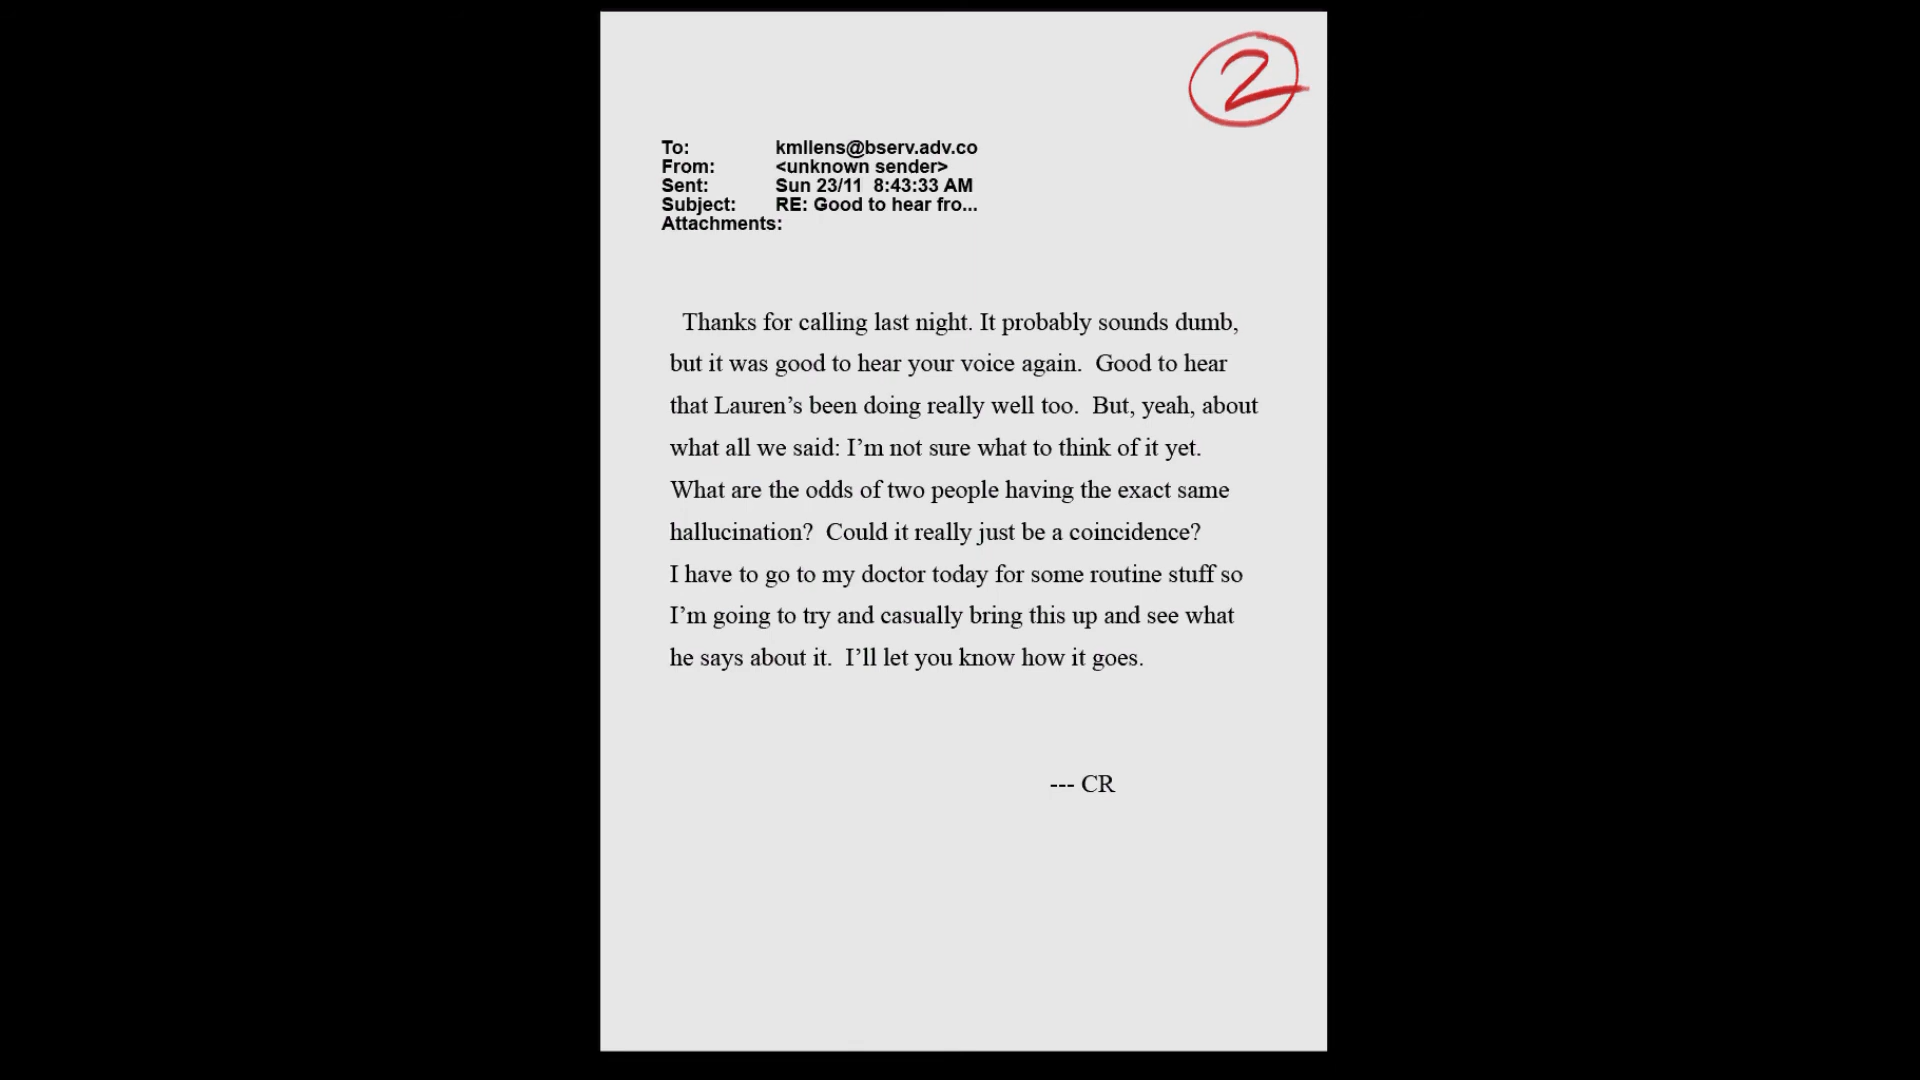 2
To: kmllens@bserv.adv.co
From: <unknown sender>
Sent: Sun 23/11 8:43:33 AM
Subject: RE: Good to hear fro...
Attachments:
Thanks for calling last night. It probably sounds dumb,
but it was good to hear your voice again. Good to hear
that Lauren’s been doing really well too. But, yeah, about
what all we said: I’m not sure what to think of it yet.
What are the odds of two people having the exact same
hallucination? Could it really just be a coincidence?
I have to go to my doctor today for some routine stuff so
I’m going to try and casually bring this up and see what
he says about it. I’ll let you know how it goes.
--- CR